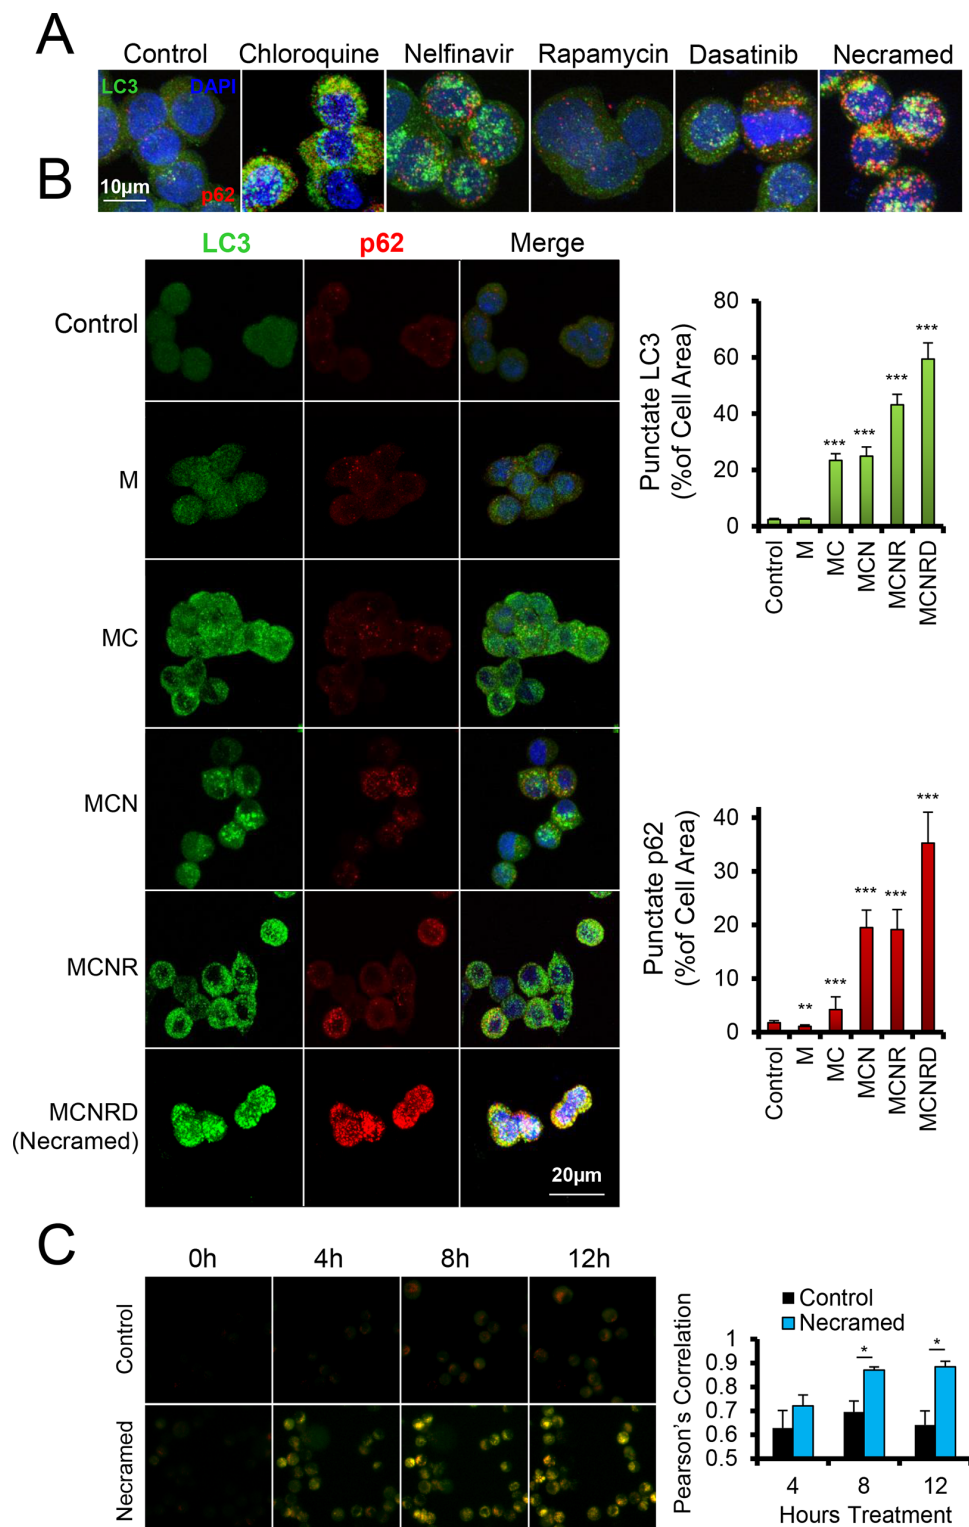 A
Control Chloroquine Nelfinavir Rapamycin Dasatinib Necramed
LC3 DAPI
10µm p62
B
LC3 p62 Merge
Control
M
MC
MCN
MCNR
MCNRD
(Necramed)
20µm
Punctate LC3
(%of Cell Area)
80
60
40
20
0
***
***
***
***
Control
M
MC
MCN
MCNR
MCNRD
Punctate p62
(%of Cell Area)
40
30
20
10
0
**
***
***
***
***
Control
M
MC
MCN
MCNR
MCNRD
C
0h 4h 8h 12h
Control
Necramed
Control
Necramed
Pearson's Correlation
1
0.9
0.8
0.7
0.6
0.5
*
*
4 8 12
Hours Treatment